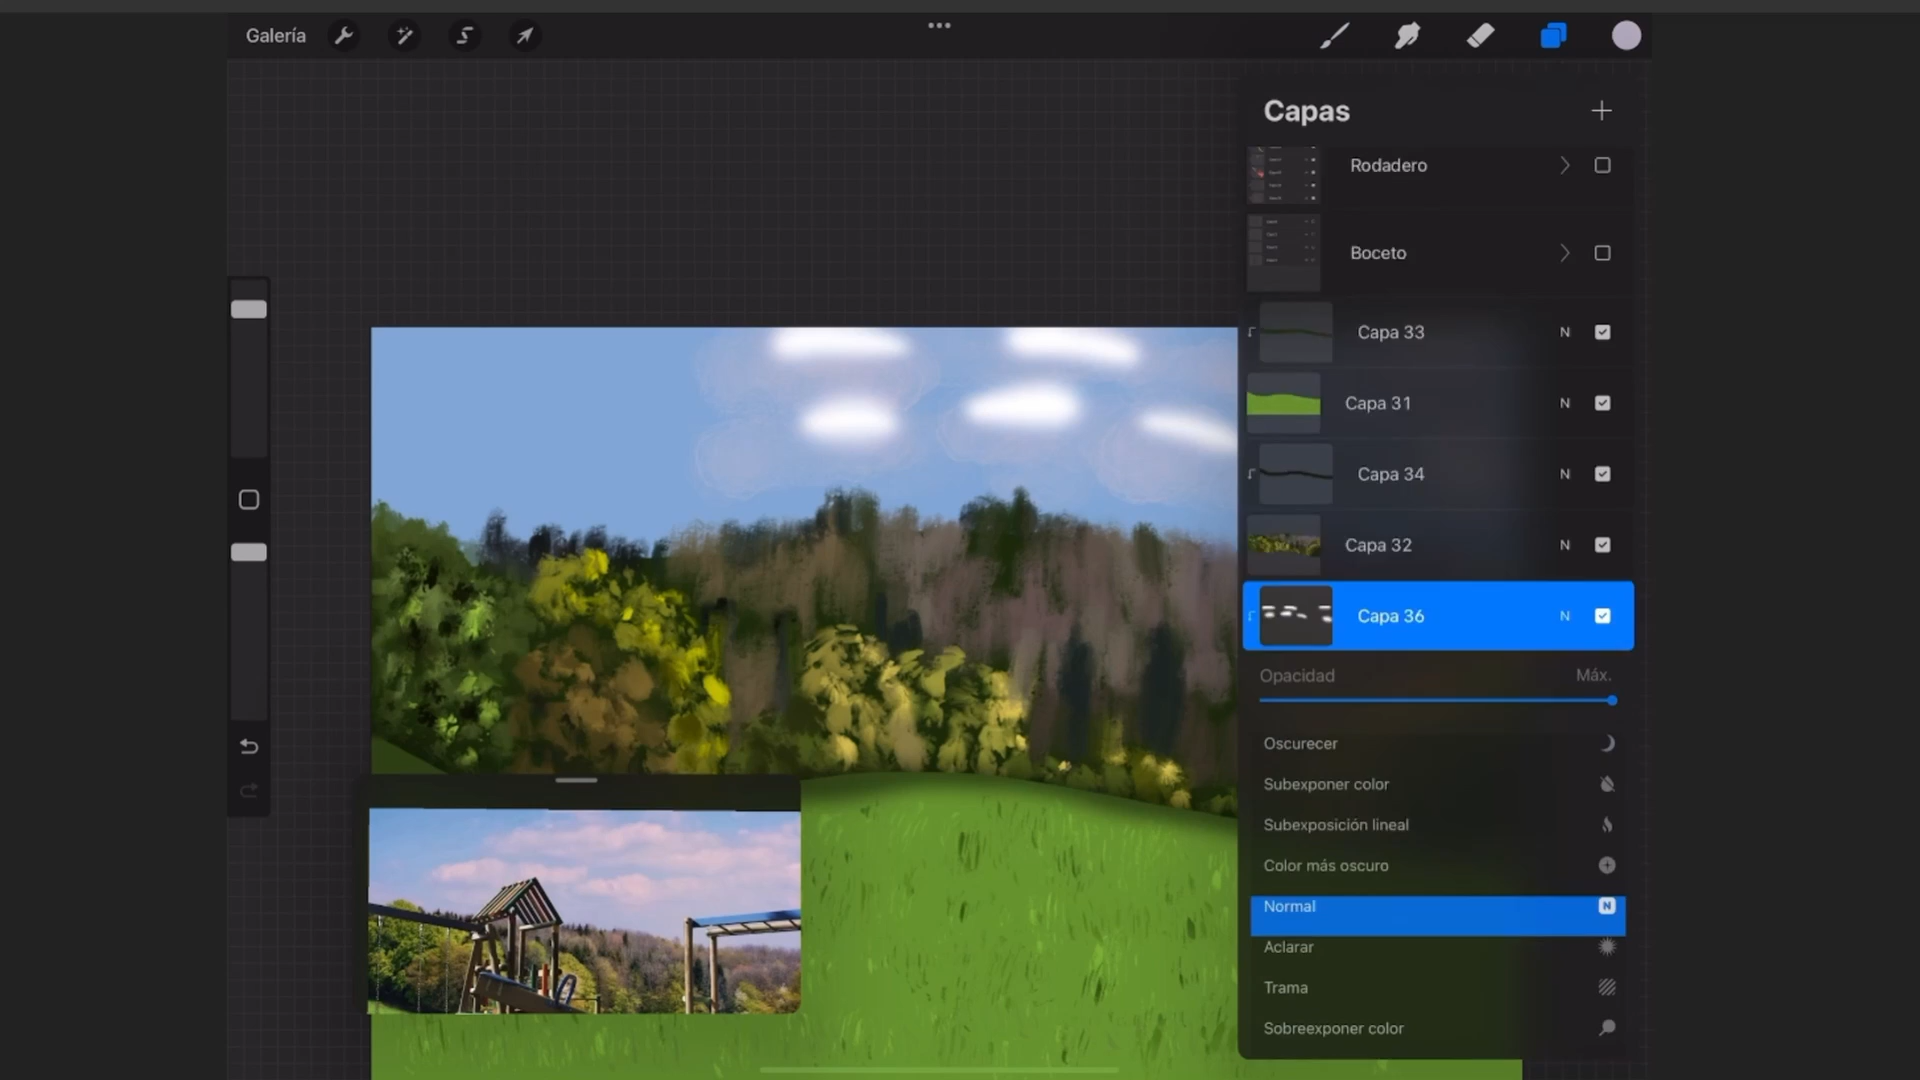 Galería
Capas
Rodadero
Boceto
Capa 33 N
Capa 31 N
Capa 34 N
Capa 32 N
Capa 36 N
Opacidad Máx.
Oscurecer
Subexponer color
Subexposición lineal
Color más oscuro
Normal N
Aclarar
Trama
Sobreexponer color